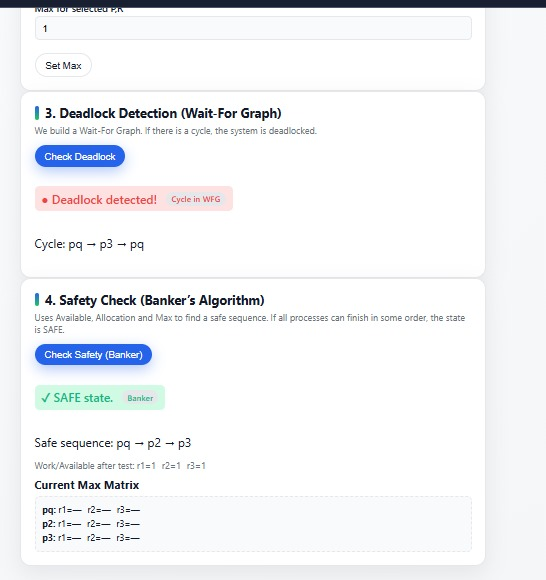 Max for selected P,R
1
Set Max
3. Deadlock Detection (Wait-For Graph)
We build a Wait-For Graph. If there is a cycle, the system is deadlocked.
Check Deadlock
● Deadlock detected! Cycle in WFG
Cycle: pq → p3 → pq
4. Safety Check (Banker’s Algorithm)
Uses Available, Allocation and Max to find a safe sequence. If all processes can finish in some order, the state
is SAFE.
Check Safety (Banker)
✓ SAFE state. Banker
Safe sequence: pq → p2 → p3
Work/Available after test: r1=1 r2=1 r3=1
Current Max Matrix
pq: r1=— r2=— r3=—
p2: r1=— r2=— r3=—
p3: r1=— r2=— r3=—